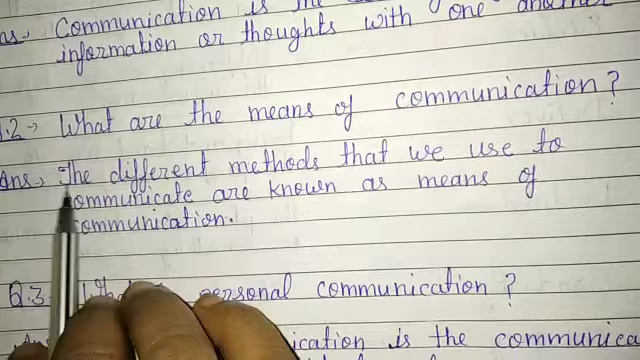 ns. Communication is the
information or thoughts with one another
Q.2 → What are the means of communication?
Ans → The different methods that we use to
communicate are known as means of
communication.
Q.3 What personal communication?
ication is the communica